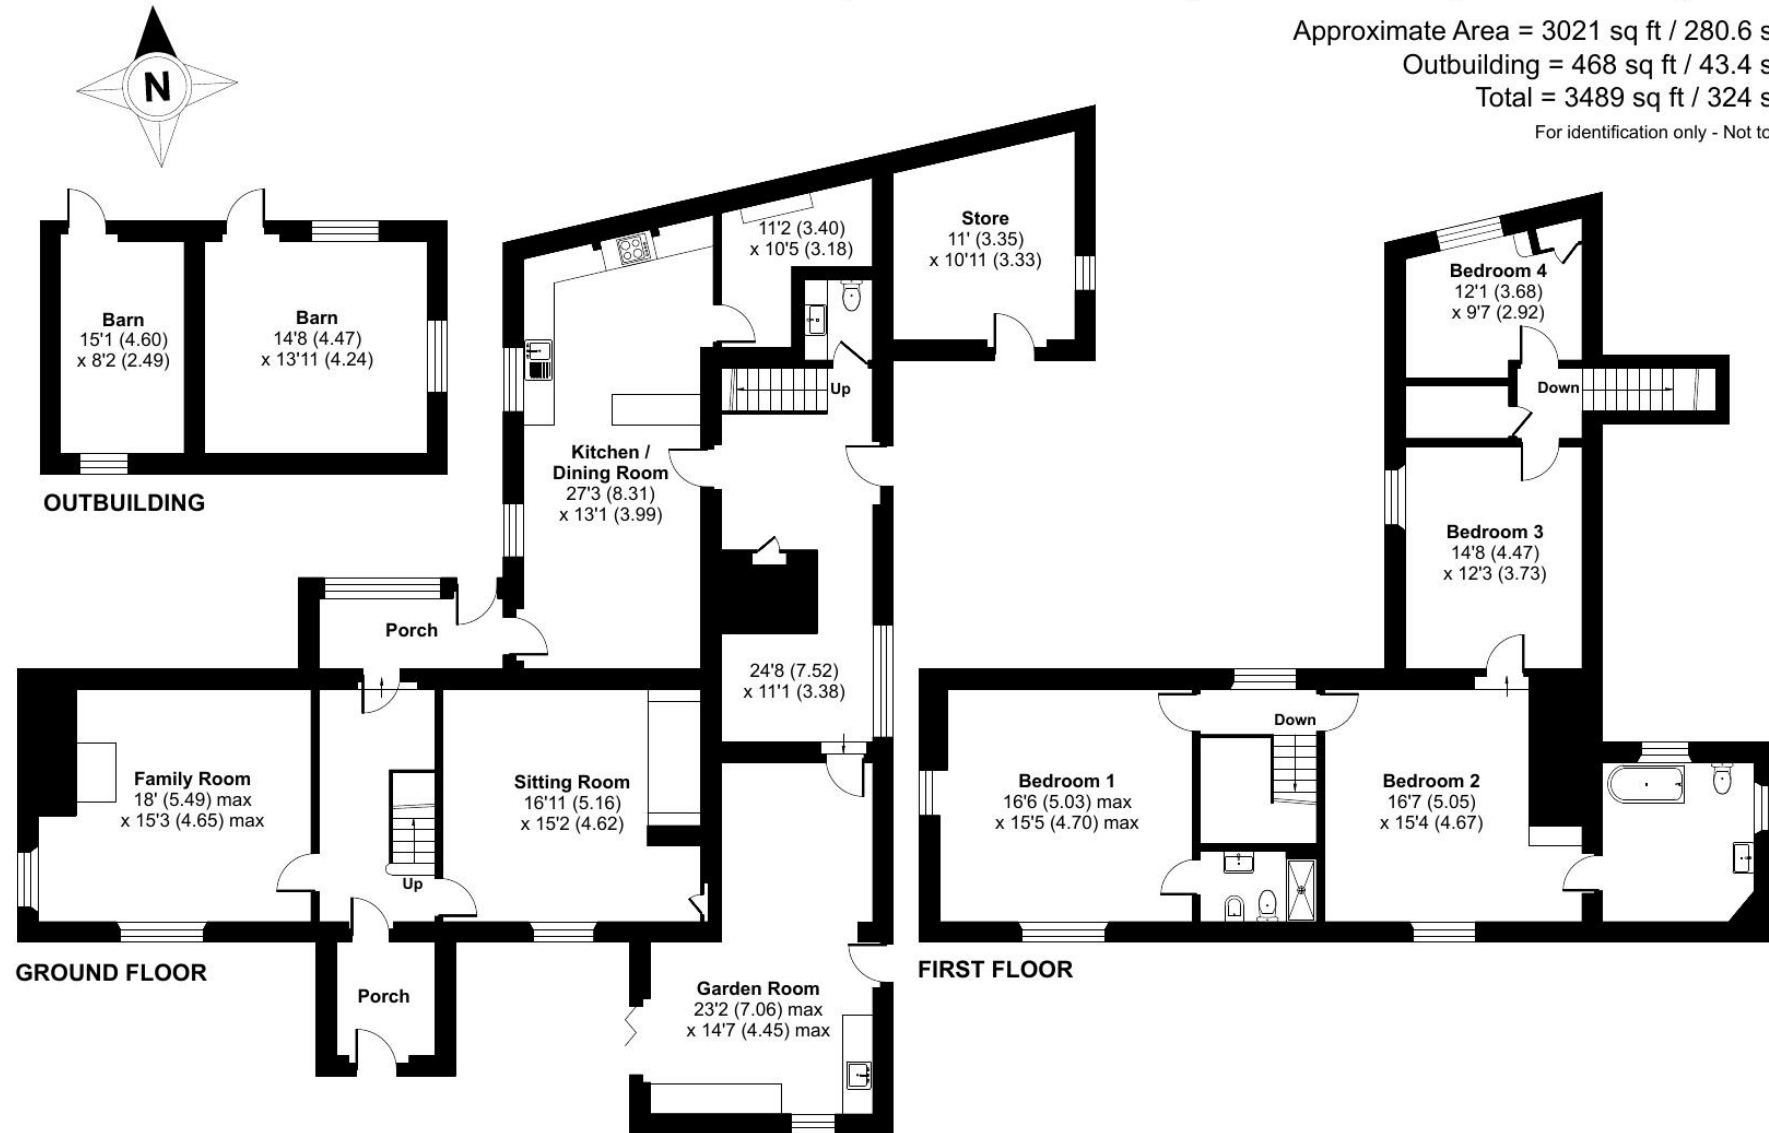 Approximate Area = 3021 sq ft / 280.6 s
Outbuilding = 468 sq ft / 43.4 s
Total = 3489 sq ft / 324 s
For identification only - Not to
N
Barn
15'1 (4.60)
x 8'2 (2.49)
Barn
14'8 (4.47)
x 13'11 (4.24)
OUTBUILDING
11'2 (3.40)
x 10'5 (3.18)
Store
11' (3.35)
x 10'11 (3.33)
Up
Kitchen /
Dining Room
27'3 (8.31)
x 13'1 (3.99)
Porch
24'8 (7.52)
x 11'1 (3.38)
Family Room
18' (5.49) max
x 15'3 (4.65) max
Up
Sitting Room
16'11 (5.16)
x 15'2 (4.62)
Porch
Garden Room
23'2 (7.06) max
x 14'7 (4.45) max
GROUND FLOOR
Bedroom 4
12'1 (3.68)
x 9'7 (2.92)
Down
Bedroom 3
14'8 (4.47)
x 12'3 (3.73)
Down
Bedroom 1
16'6 (5.03) max
x 15'5 (4.70) max
Bedroom 2
16'7 (5.05)
x 15'4 (4.67)
FIRST FLOOR